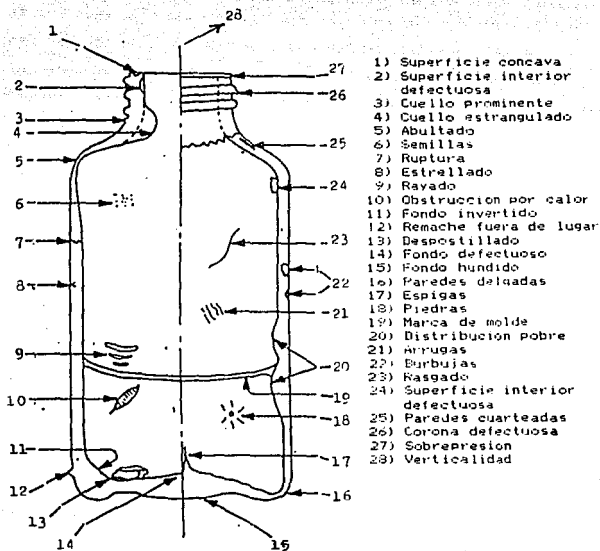 28
1
2
3
4
5
6
7
8
9
10
11
12
13
14
15
16
17
18
19
20
21
22
23
24
25
26
27
1) Superficie concava
2) Superficie interior
defectuosa
3) Cuello prominente
4) Cuello estrangulado
5) Abultado
6) Semillas
7) Ruptura
8) Estrellado
9) Rayado
10) Obstruccion por calor
11) Fondo invertido
12) Remache fuera de lugar
13) Despostillado
14) Fondo defectuoso
15) Fondo hundido
16) Paredes delgadas
17) Espigas
18) Piedras
19) Marca de molde
20) Distribucion pobre
21) Arrugas
22) Burbujas
23) Rasgado
24) Superficie interior
defectuosa
25) Paredes cuarteadas
26) Corona defectuosa
27) Sobrepresion
28) Verticalidad